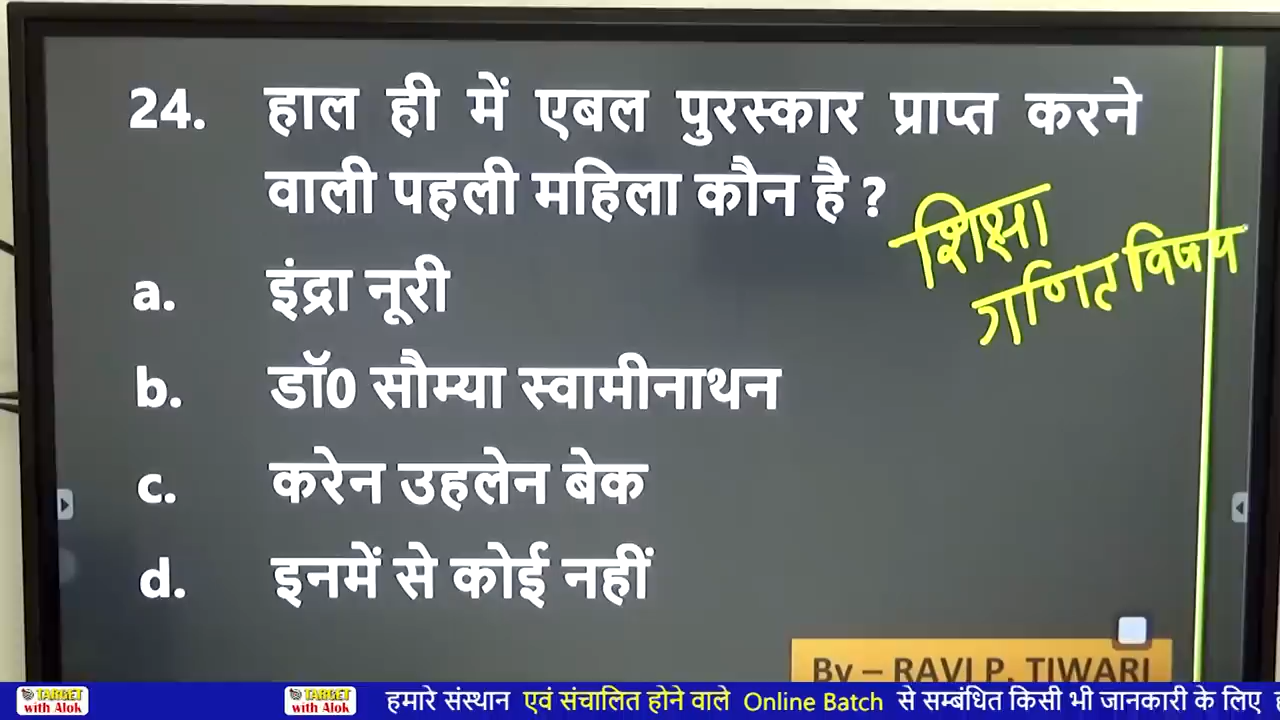 24. हाल ही में एबल पुरस्कार प्राप्त करने
वाली पहली महिला कौन है ?
शिक्षा
गणित विजय
a. इंद्रा नूरी
b. डॉ0 सौम्या स्वामीनाथन
c. करेन उहलेन बेक
d. इनमें से कोई नहीं
By – RAVI P. TIWARI
TARGET with Alok
TARGET with Alok
हमारे संस्थान एवं संचालित होने वाले Online Batch से सम्बंधित किसी भी जानकारी के लिए